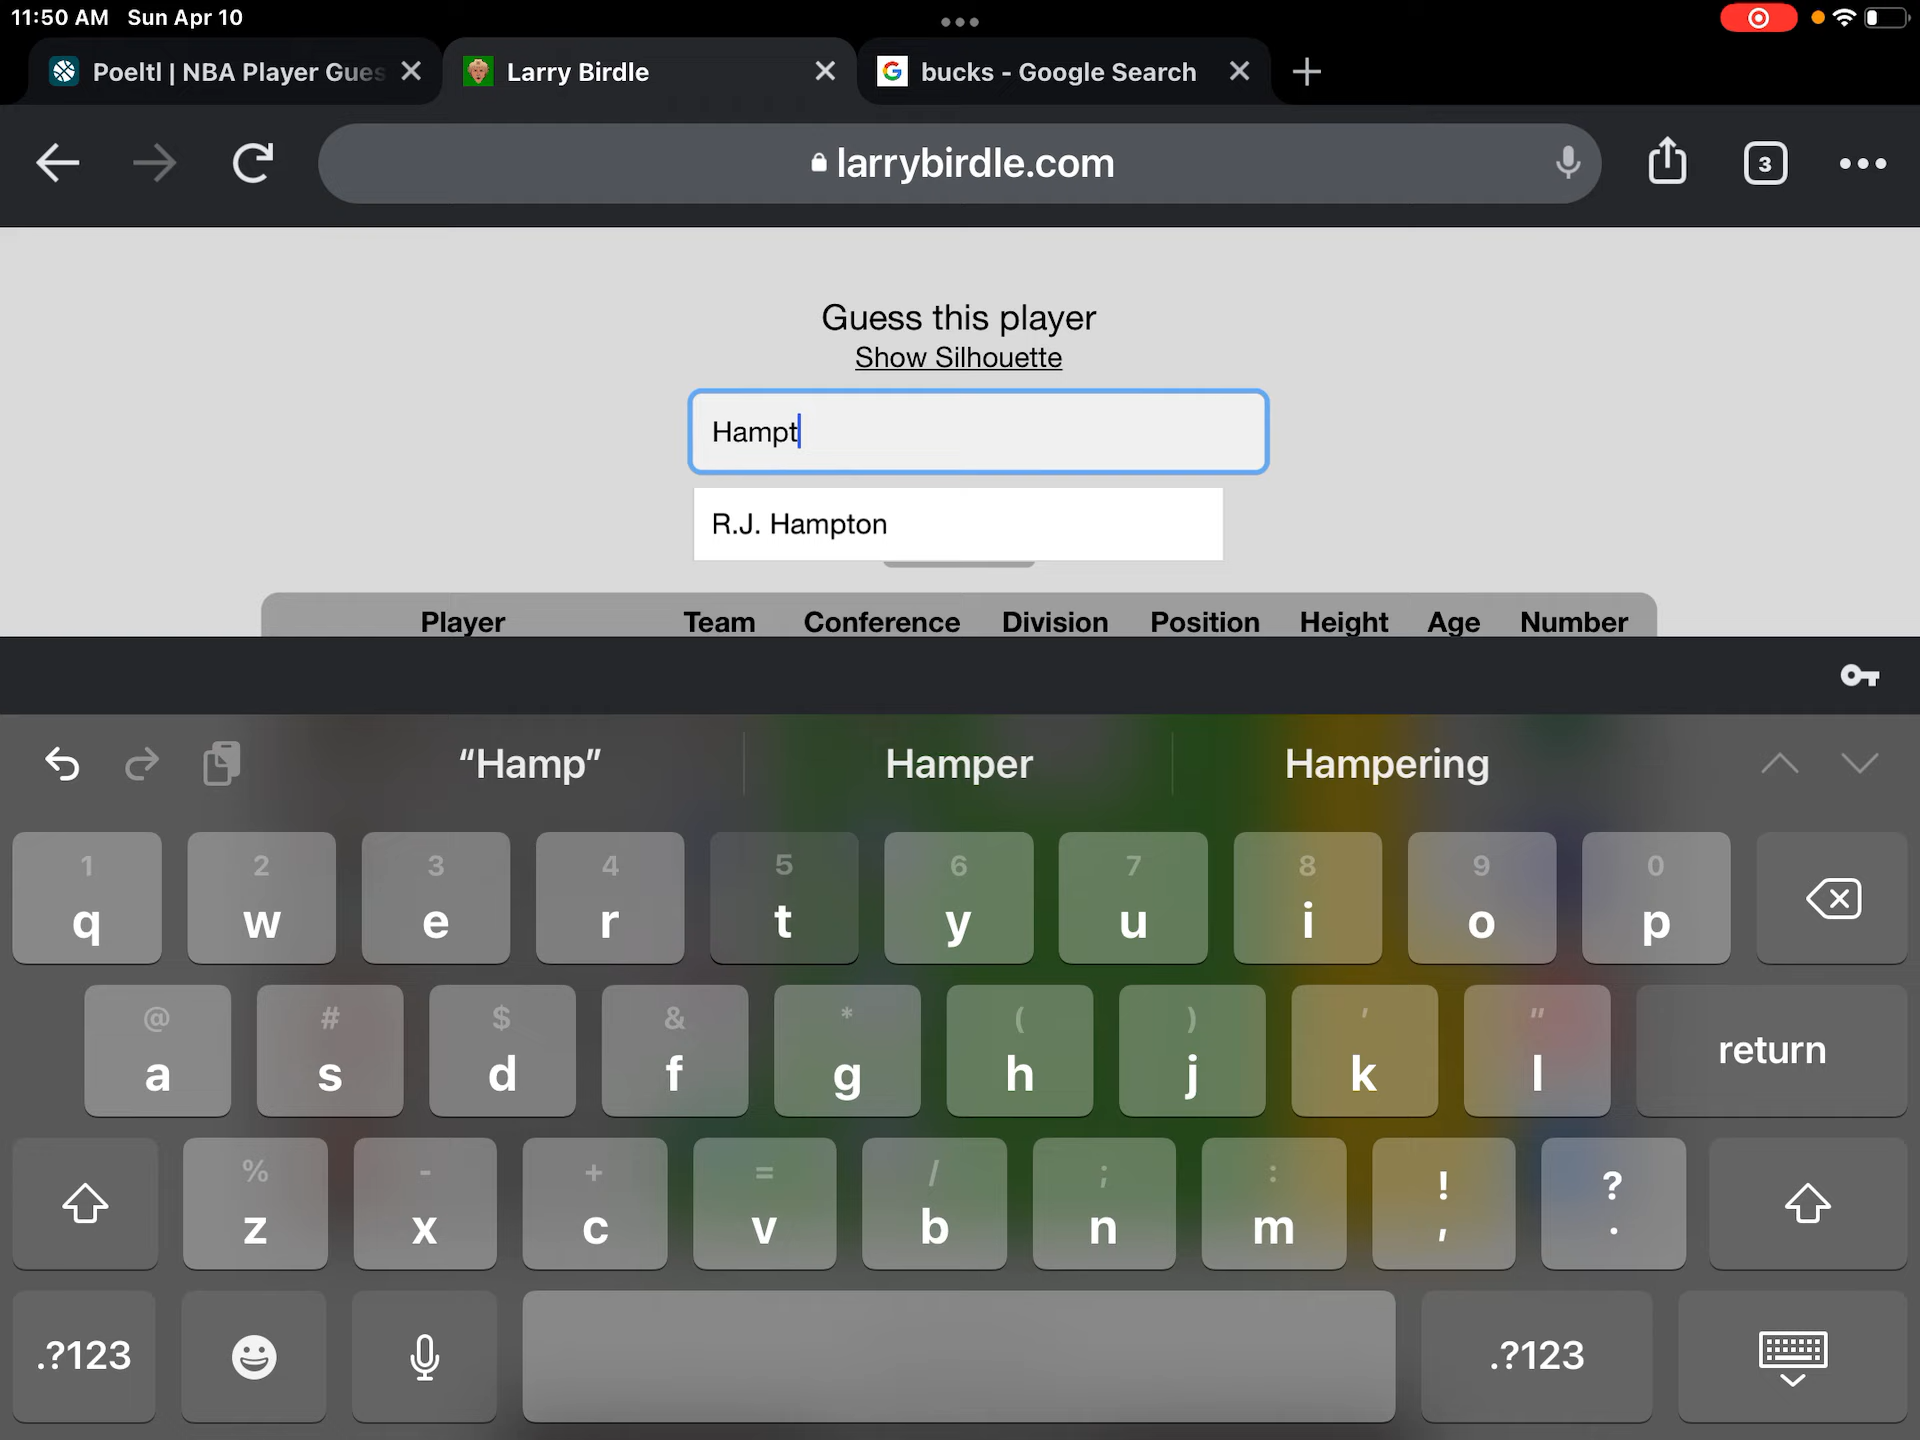 11:50 AM Sun Apr 10
Poeltl | NBA Player Gues
Larry Birdle
bucks - Google Search
larrybirdle.com
3
Guess this player
Show Silhouette
Hampt
R.J. Hampton
Player Team Conference Division Position Height Age Number
“Hamp” Hamper Hampering
1 2 3 4 5 6 7 8 9 0
q w e r t y u i o p
@ # $ & * ( ) ' "
a s d f g h j k l return
% - + = / ; : ! ?
z x c v b n m , .
.?123 .?123